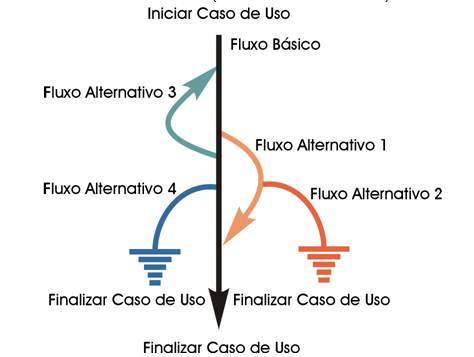 Iniciar Caso de Uso
Fluxo Básico
Fluxo Alternativo 3
Fluxo Alternativo 1
Fluxo Alternativo 4
Fluxo Alternativo 2
Finalizar Caso de Uso
Finalizar Caso de Uso
Finalizar Caso de Uso